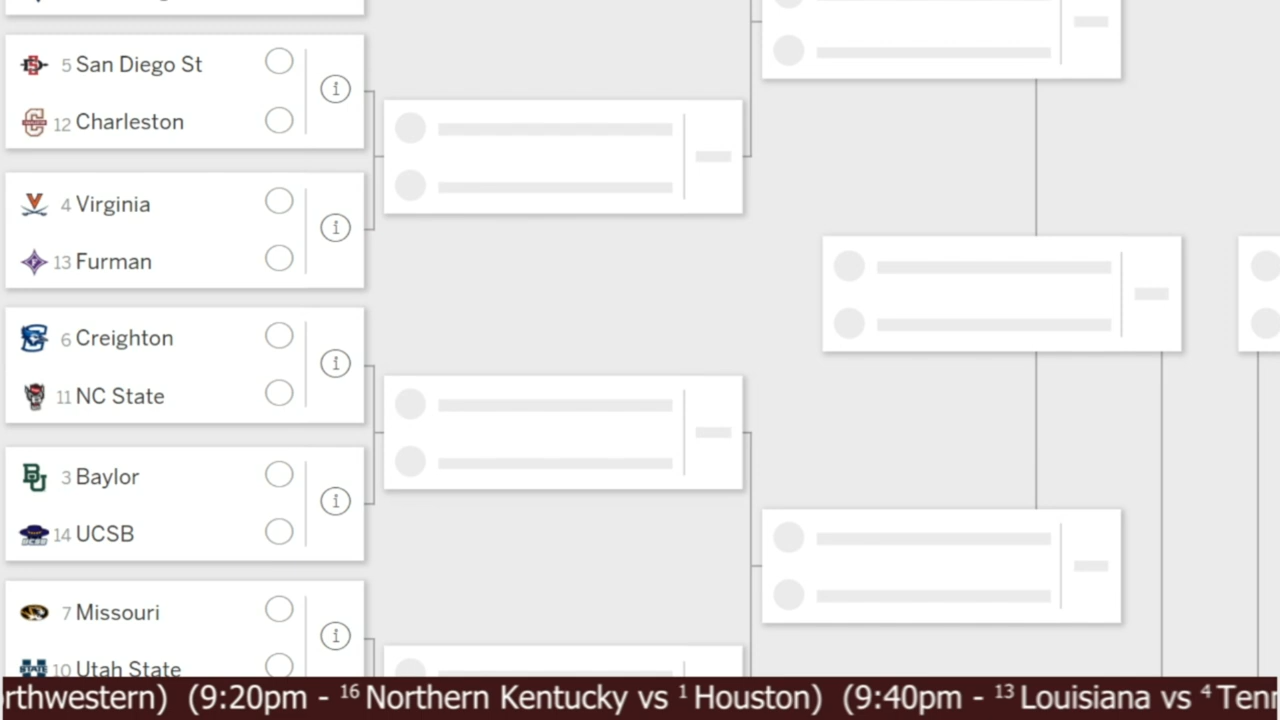 5 San Diego St
12 Charleston
4 Virginia
13 Furman
6 Creighton
11 NC State
3 Baylor
14 UCSB
7 Missouri
10 Utah State
rthwestern) (9:20pm - 16 Northern Kentucky vs 1 Houston) (9:40pm - 13 Louisiana vs 4 Tenn